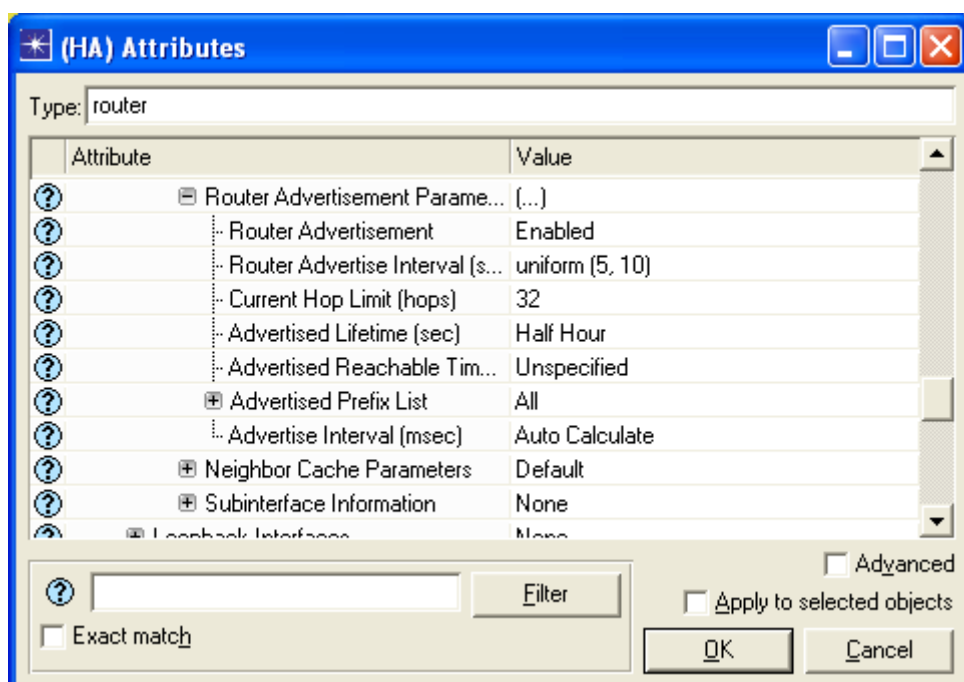 (HA) Attributes
Type: router
Attribute Value
Router Advertisement Parame... (...)
Router Advertisement Enabled
Router Advertise Interval (s... uniform (5, 10)
Current Hop Limit (hops) 32
Advertised Lifetime (sec) Half Hour
Advertised Reachable Tim... Unspecified
Advertised Prefix List All
Advertise Interval (msec) Auto Calculate
Neighbor Cache Parameters Default
Subinterface Information None
Loopback Interfaces None
Advanced
Filter
Apply to selected objects
Exact match
OK Cancel